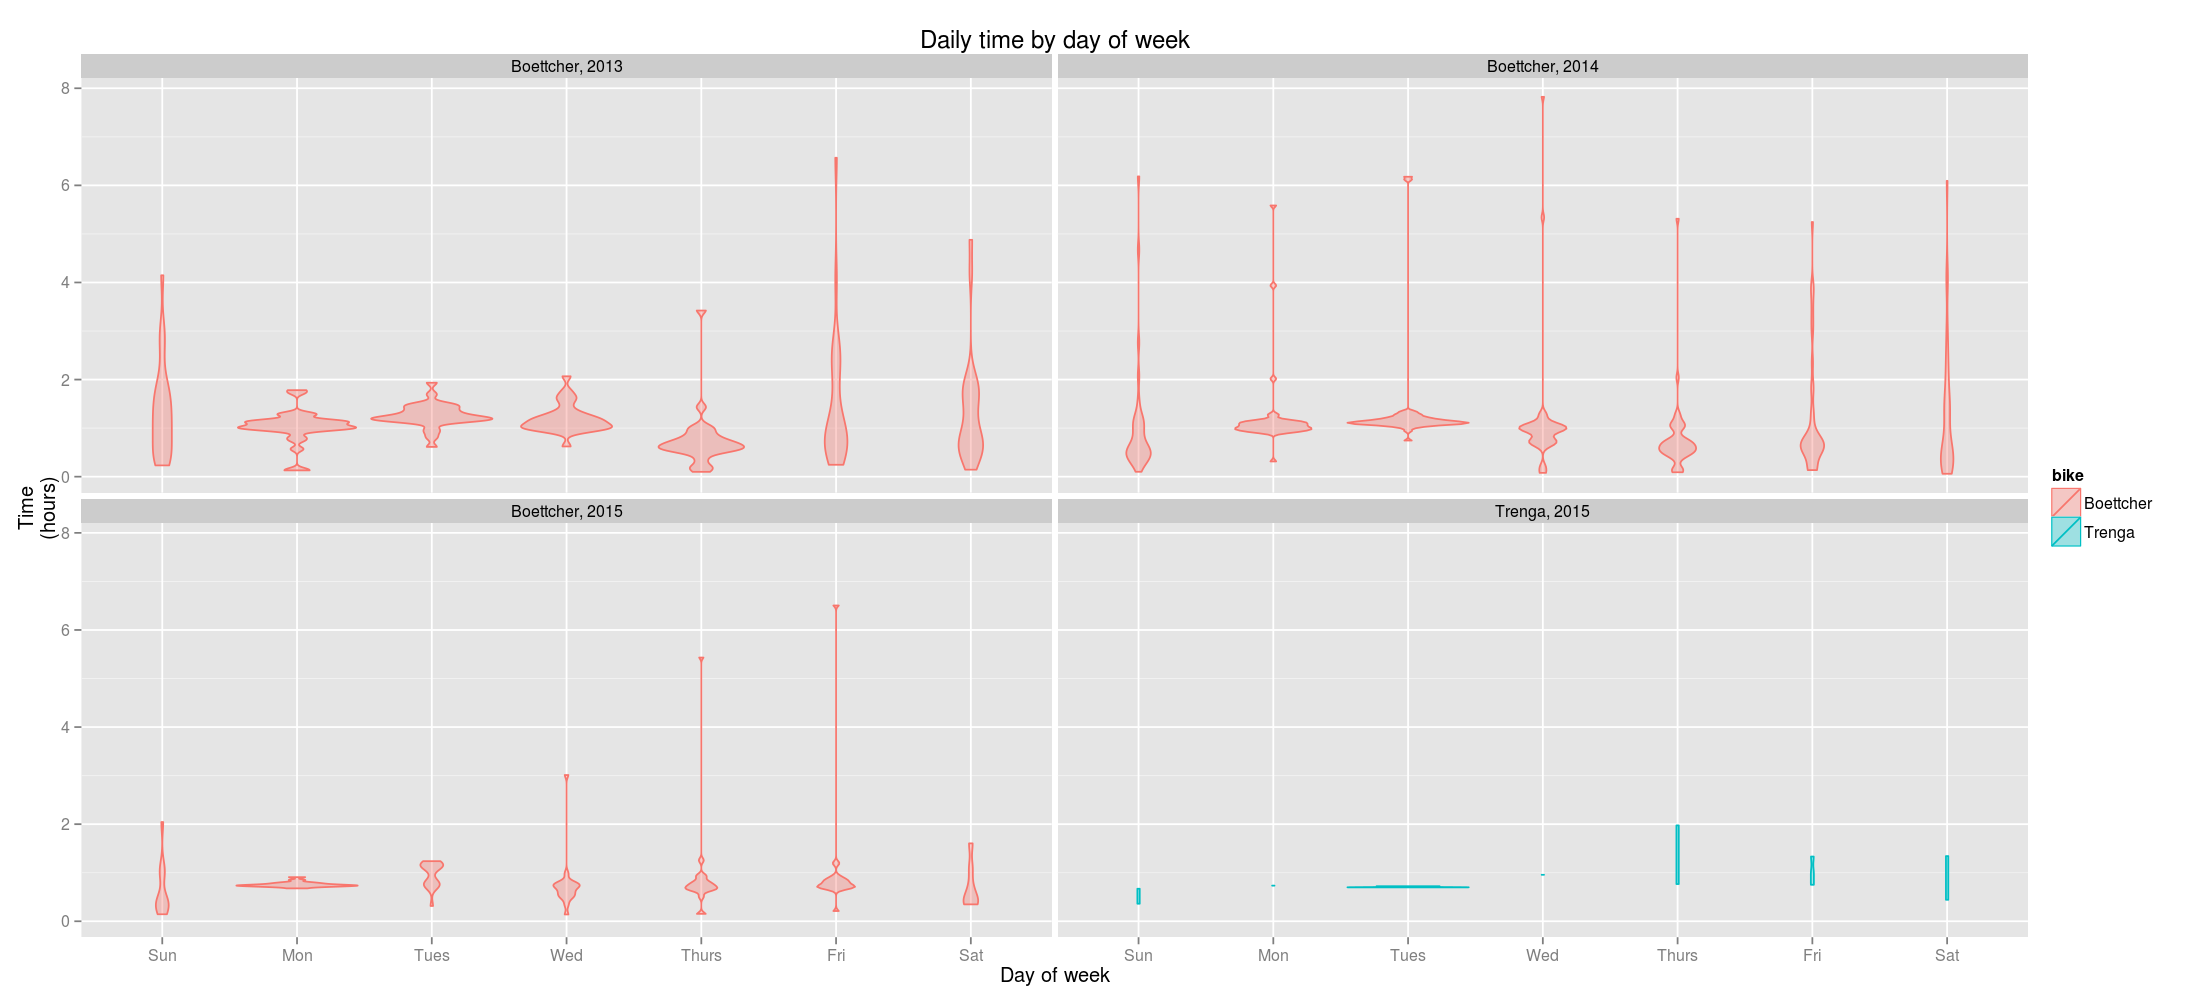 Daily time by day of week
Boettcher, 2013
Boettcher, 2014
8
6
4
2
0
Time
(hours)
Boettcher, 2015
Trenga, 2015
8
6
4
2
0
Sun Mon Tues Wed Thurs Fri Sat
Sun Mon Tues Wed Thurs Fri Sat
Day of week
bike
Boettcher
Trenga